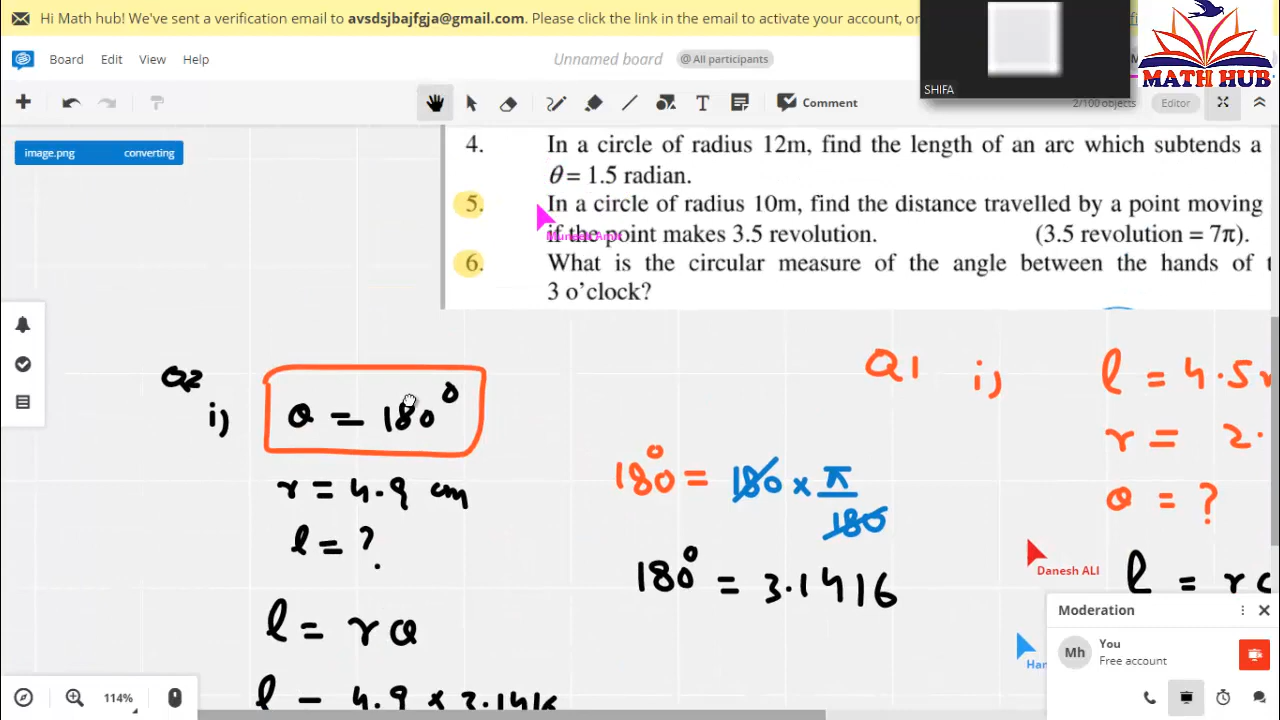 Hi Math hub! We've sent a verification email to avsdsjbajfgja@gmail.com. Please click the link in the email to activate your account, or
Board Edit View Help
Unnamed board
@ All participants
SHIFA
MATH HUB
Comment
2/100 objects
Editor
image.png converting
4. In a circle of radius 12m, find the length of an arc which subtends a
θ = 1.5 radian.
5. In a circle of radius 10m, find the distance travelled by a point moving
if the point makes 3.5 revolution. (3.5 revolution = 7π).
6. What is the circular measure of the angle between the hands of t
3 o'clock?
Q2
i) θ = 180°
r = 4.9 cm
l = ?
l = rθ
l = 4.9 × 3.1416
180° = 180 × π/180
180° = 3.1416
Q1 i) l = 4.5
r = 2.
θ = ?
l = r
Danesh ALI
Han
Moderation
Mh You
Free account
114%